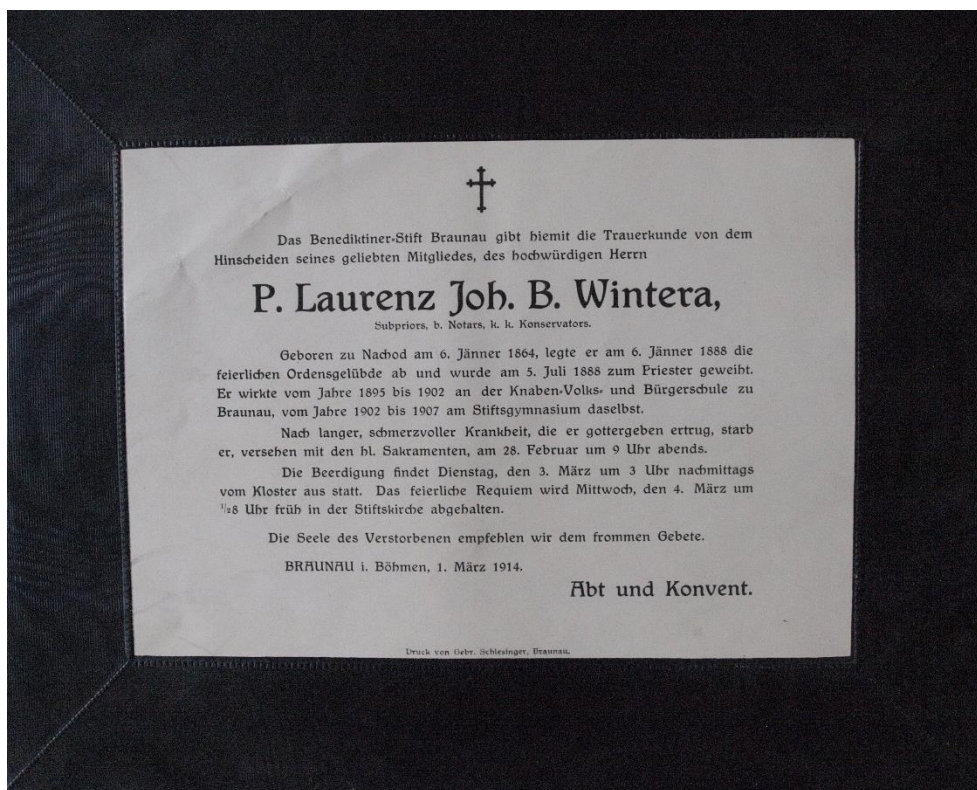 Das Benediktiner-Stift Braunau gibt hiemit die Trauerkunde von dem
Hinscheiden seines geliebten Mitgliedes, des hochwürdigen Herrn
P. Laurenz Joh. B. Wintera,
Subpriors, b. Notars, k. k. Konservators.
Geboren zu Nachod am 6. Jänner 1864, legte er am 6. Jänner 1888 die
feierlichen Ordensgelübde ab und wurde am 5. Juli 1888 zum Priester geweiht.
Er wirkte vom Jahre 1895 bis 1902 an der Knaben-Volks- und Bürgerschule zu
Braunau, vom Jahre 1902 bis 1907 am Stiftsgymnasium daselbst.
Nach langer, schmerzvoller Krankheit, die er gottergeben ertrug, starb
er, versehen mit den hl. Sakramenten, am 28. Februar um 9 Uhr abends.
Die Beerdigung findet Dienstag, den 3. März um 3 Uhr nachmittags
vom Kloster aus statt. Das feierliche Requiem wird Mittwoch, den 4. März um
1/28 Uhr früh in der Stiftskirche abgehalten.
Die Seele des Verstorbenen empfehlen wir dem frommen Gebete.
BRAUNAU i. Böhmen, 1. März 1914.
Abt und Konvent.
Druck von Gebr. Schlesinger, Braunau.